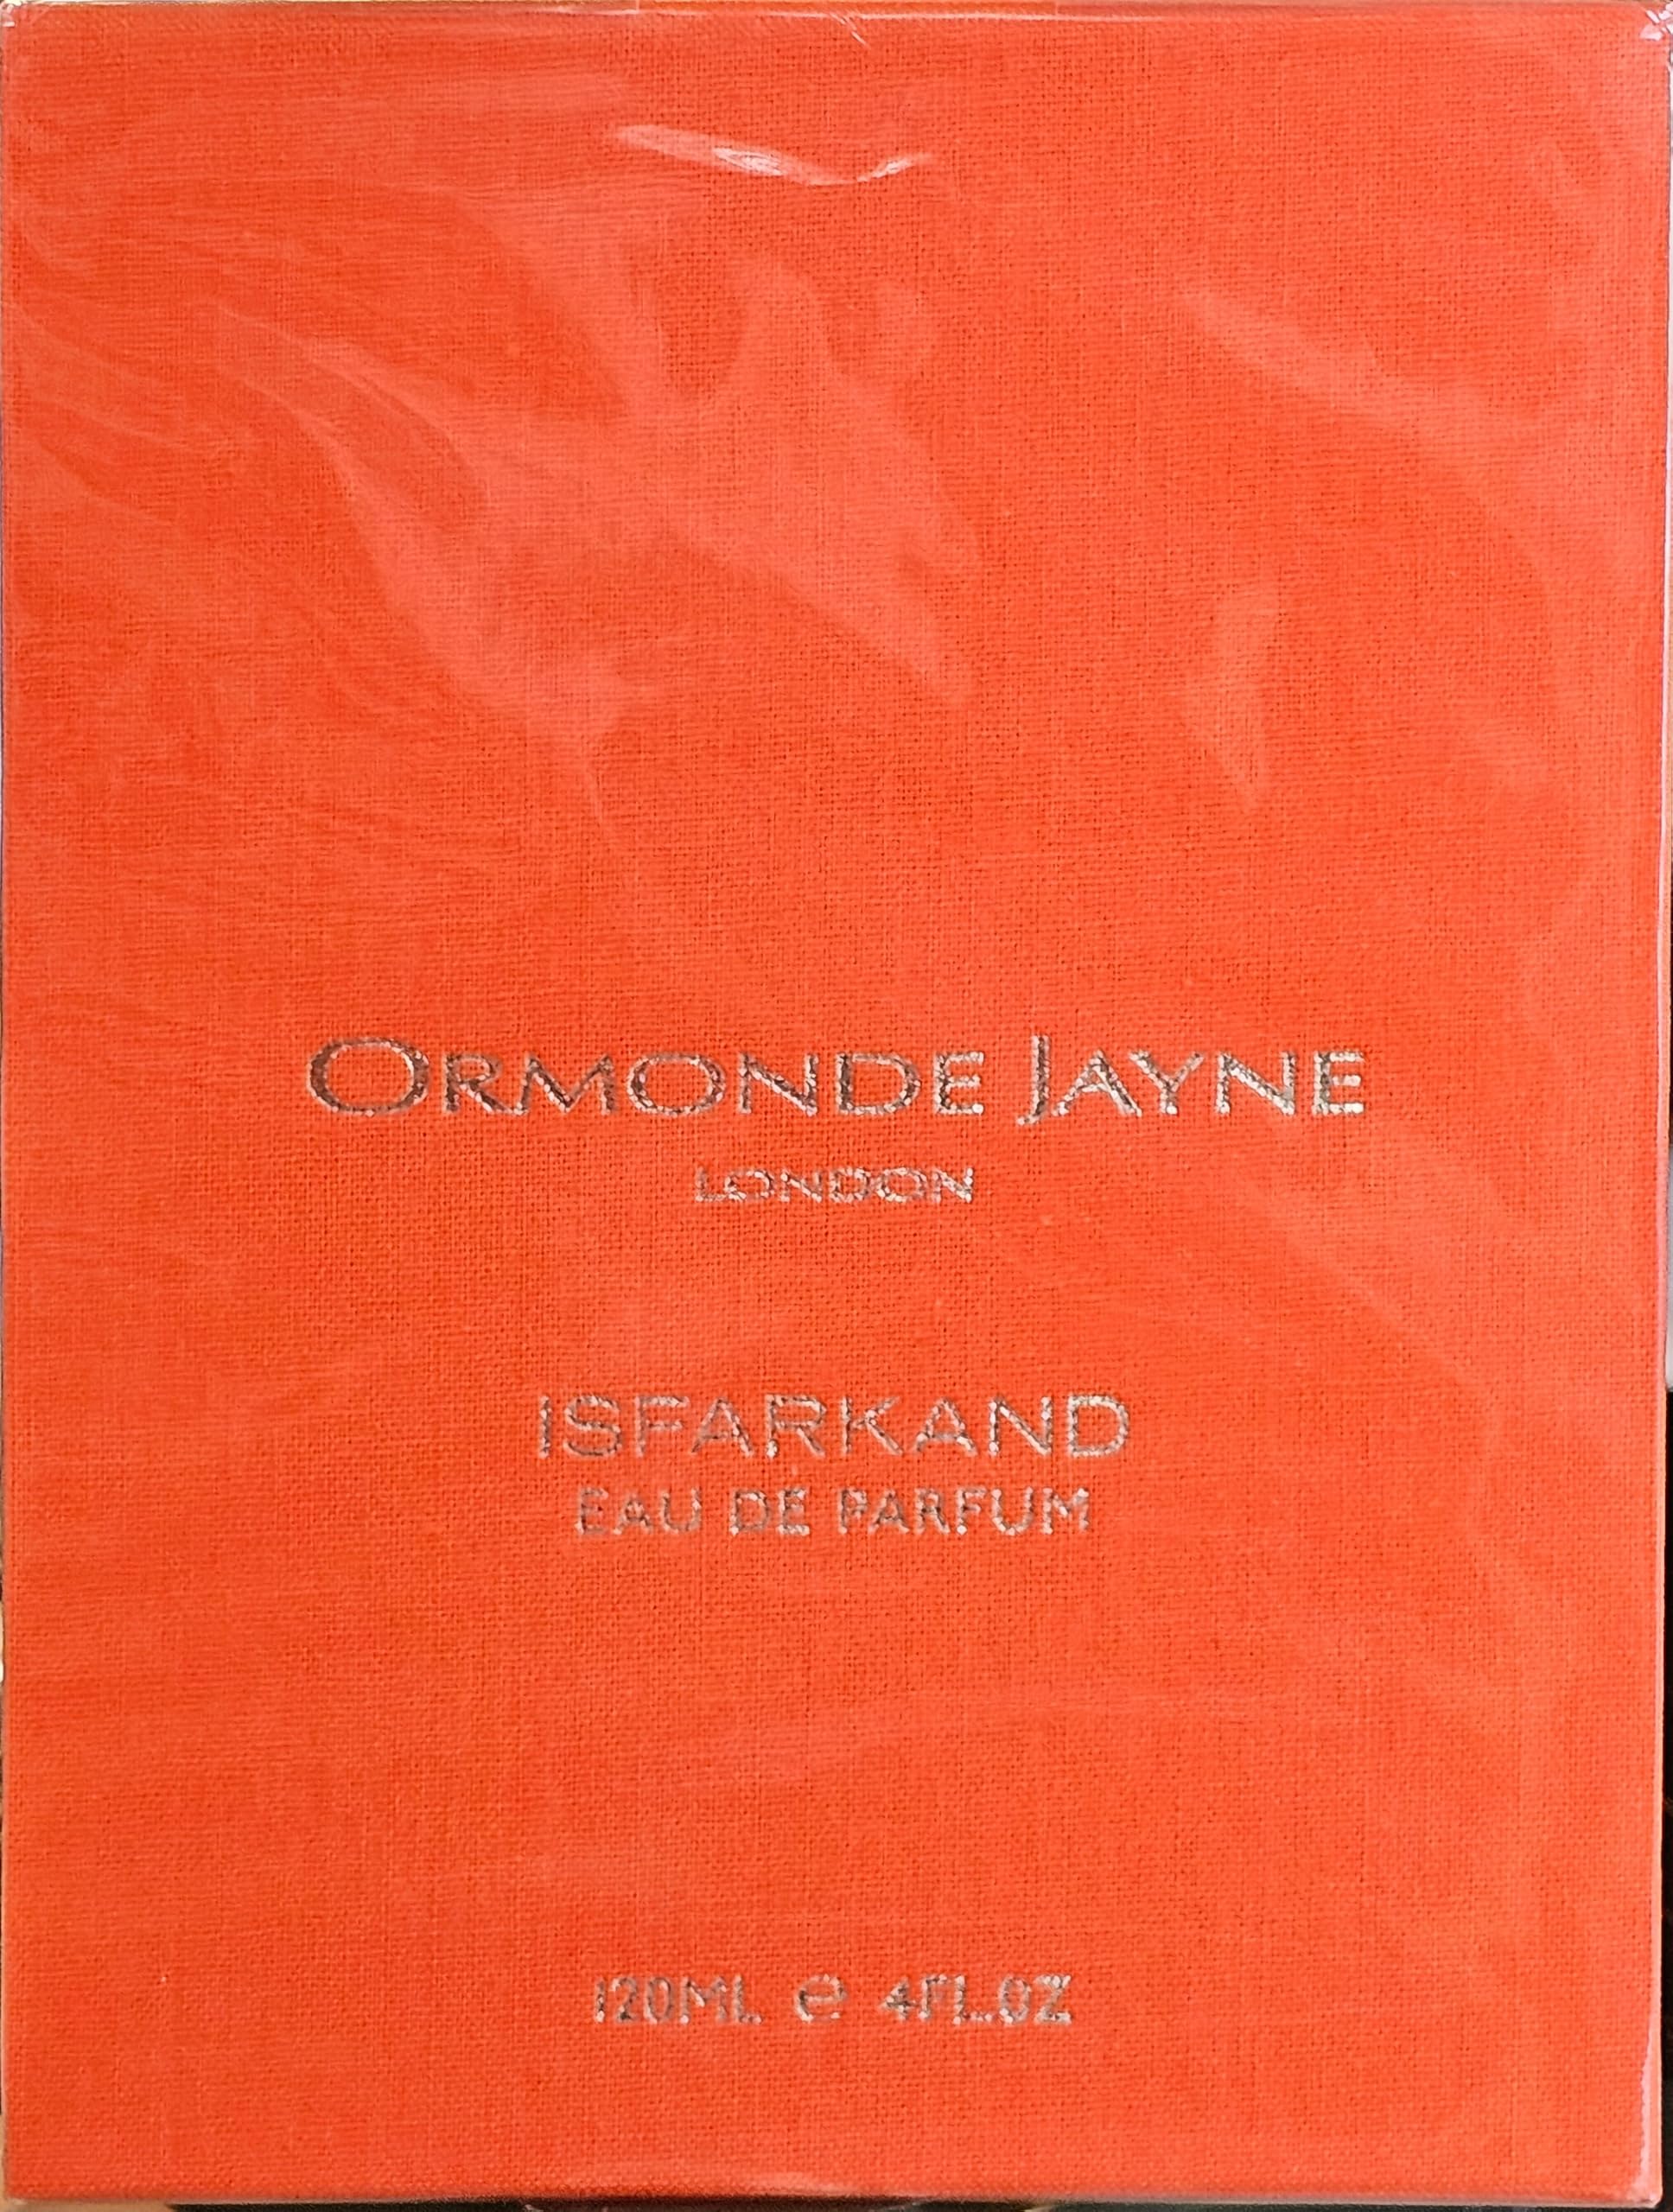 ORMONDE JAYNE
LONDON
ISFARKAND
EAU DE PARFUM
120ML e 4FL.OZ